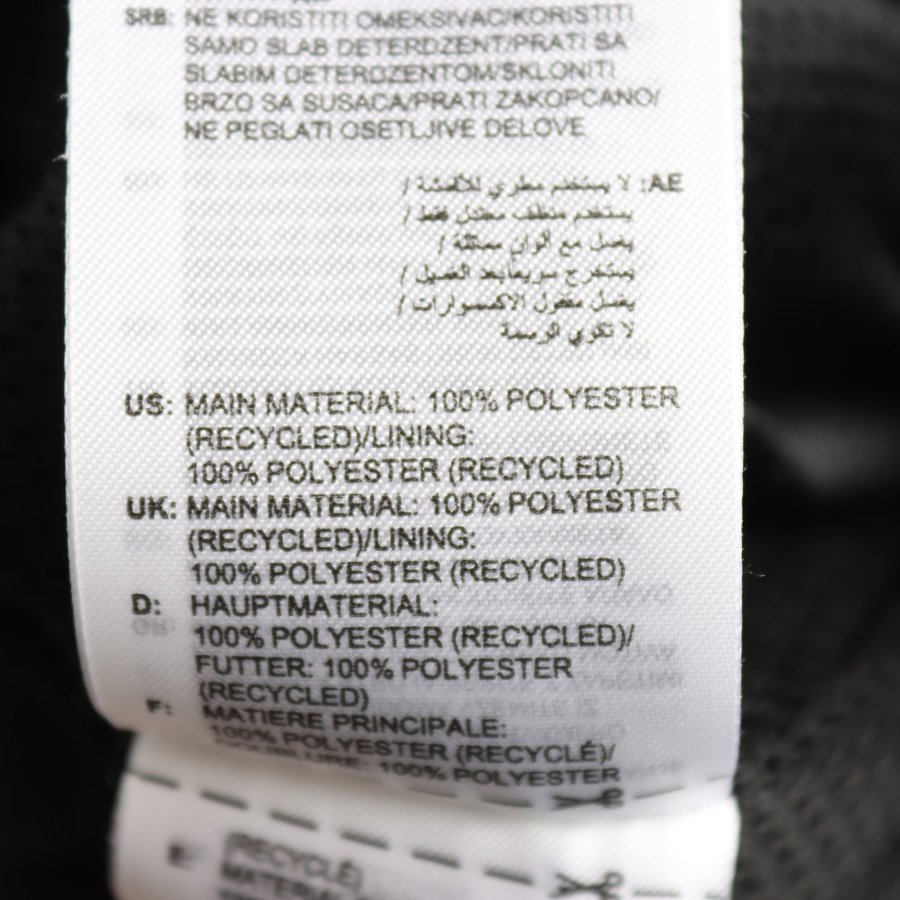 SRB: NE KORISTITI OMEKSIVAC/KORISTITI
SAMO SLAB DETERDZENT/PRATI SA
SLABIM DETERDZENTOM/SKLONITI
BRZO SA SUSACA/PRATI ZAKOPCANO/
NE PEGLATI OSETLJIVE DELOVE
AE: لا يستخدم مطري للأقمشة /
يستخدم منظف معتدل فقط /
يغسل مع ألوان مماثلة /
يستخرج سريعا بعد الغسيل /
يغسل مقفول الاكسسوارات /
لا تكوي الرسمة
US: MAIN MATERIAL: 100% POLYESTER
(RECYCLED)/LINING:
100% POLYESTER (RECYCLED)
UK: MAIN MATERIAL: 100% POLYESTER
(RECYCLED)/LINING:
100% POLYESTER (RECYCLED)
D: HAUPTMATERIAL:
100% POLYESTER (RECYCLED)/
FUTTER: 100% POLYESTER
(RECYCLED)
F: MATIERE PRINCIPALE:
100% POLYESTER (RECYCLÉ)/
DOUBLURE: 100% POLYESTER
(RECYCLÉ)
E: MATERIAL